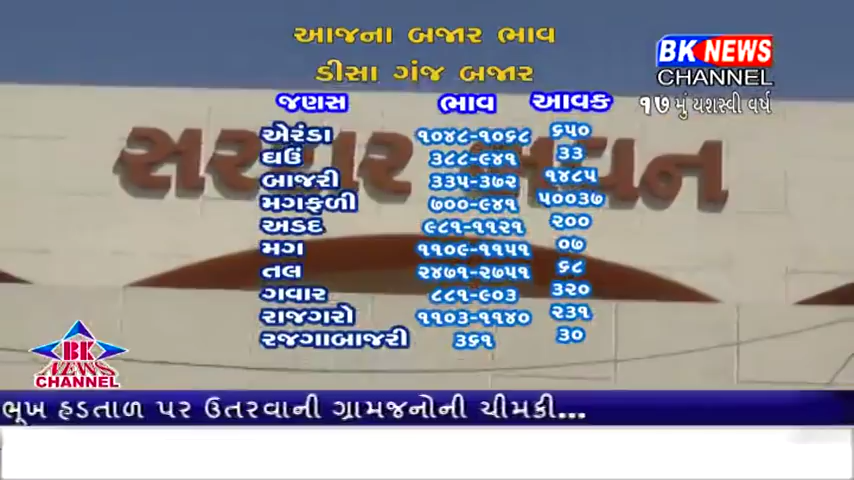 આજના બજાર ભાવ
ડીસા ગંજ બજાર
BK NEWS
CHANNEL
૧૭ મું યશસ્વી વર્ષ
જણસ ભાવ આવક
એરંડા ૧૦૪૮-૧૦૬૮ ૬૫૦
ઘઉં ૩૮૮-૯૪૧ ૩૩
બાજરી ૩૩૫-૩૭૨ ૧૪૮૫
મગફળી ૭૦૦-૯૪૧ ૫૦૦૩૭
અડદ ૯૮૧-૧૧૨૧ ૨૦૦
મગ ૧૧૦૯-૧૧૫૧ ૦૭
તલ ૨૪૭૧-૨૭૫૧ ૬૮
ગવાર ૮૮૧-૯૦૩ ૩૨૦
રાજગરો ૧૧૦૩-૧૧૪૦ ૨૩૧
રજગાબાજરી ૩૬૧ ૩૦
સરદાર ભવન
BK
NEWS
CHANNEL
ભૂખ હડતાળ પર ઉતરવાની ગ્રામજનોની ચીમકી...